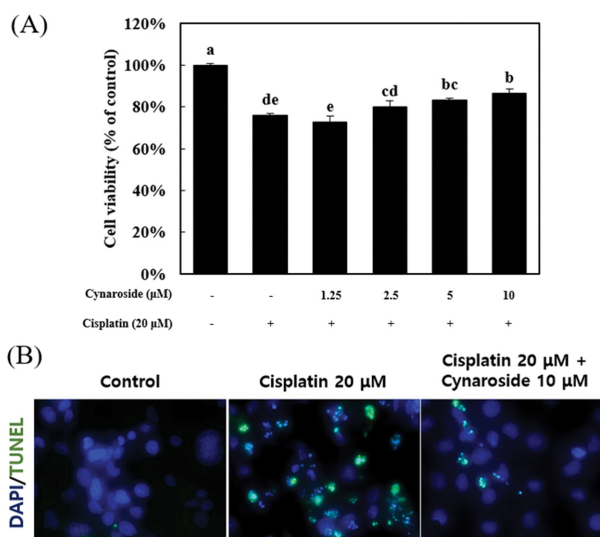 (A)
Cell viability (% of control)
120%
100%
80%
60%
40%
20%
0%
a
de
e
cd
bc
b
Cynaroside (μM) - - 1.25 2.5 5 10
Cisplatin (20 μM) - + + + + +
(B)
Control
Cisplatin 20 μM
Cisplatin 20 μM +
Cynaroside 10 μM
DAPI/TUNEL